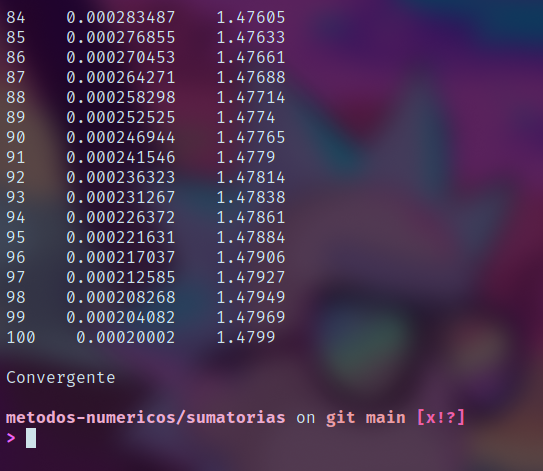 84 0.000283487 1.47605
85 0.000276855 1.47633
86 0.000270453 1.47661
87 0.000264271 1.47688
88 0.000258298 1.47714
89 0.000252525 1.4774
90 0.000246944 1.47765
91 0.000241546 1.4779
92 0.000236323 1.47814
93 0.000231267 1.47838
94 0.000226372 1.47861
95 0.000221631 1.47884
96 0.000217037 1.47906
97 0.000212585 1.47927
98 0.000208268 1.47949
99 0.000204082 1.47969
100 0.00020002 1.4799
Convergente
metodos-numericos/sumatorias on git main [x!?]
>